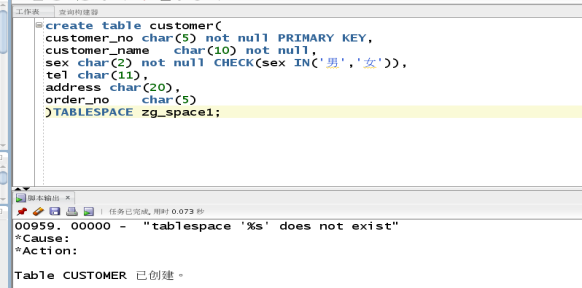 工作表 查询构建器
create table customer(
customer_no char(5) not null PRIMARY KEY,
customer_name char(10) not null,
sex char(2) not null CHECK(sex IN('男','女')),
tel char(11),
address char(20),
order_no char(5)
)TABLESPACE zg_space1;
脚本输出 ×
任务已完成, 用时 0.073 秒
00959. 00000 - "tablespace '%s' does not exist"
*Cause:
*Action:
Table CUSTOMER 已创建。